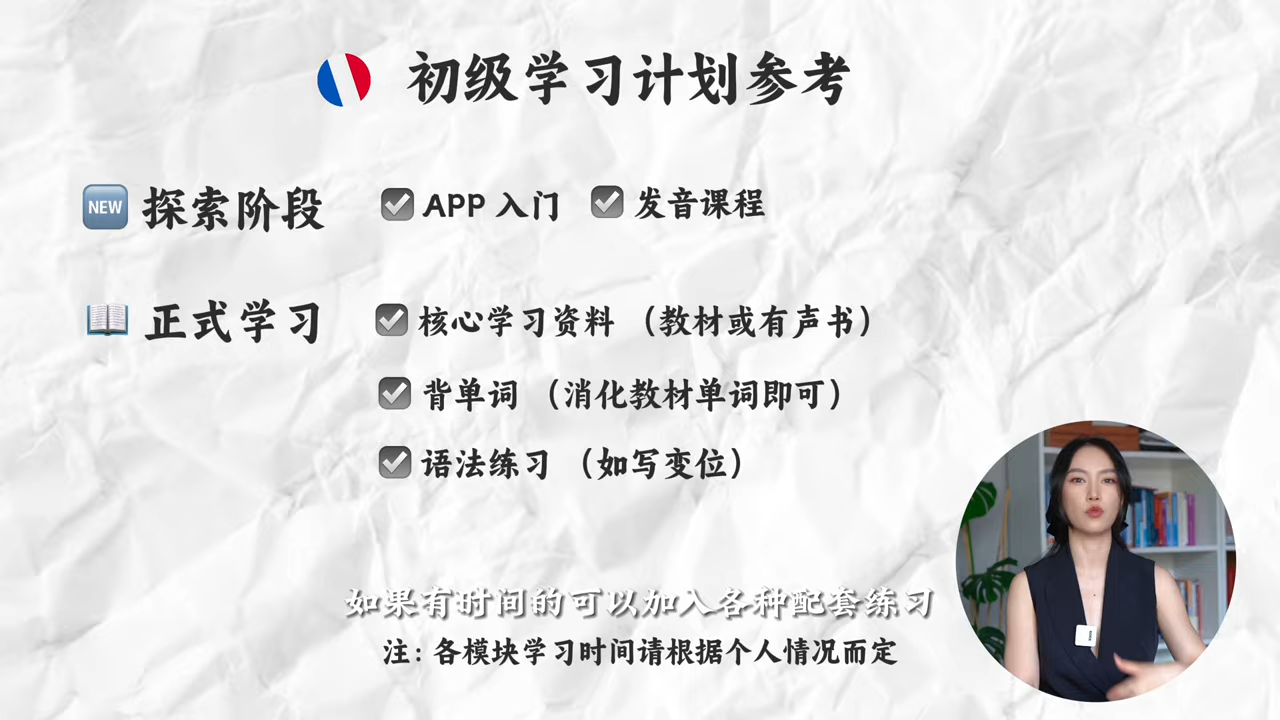 初级学习计划参考
NEW 探索阶段 APP 入门 发音课程
正式学习 核心学习资料 （教材或有声书）
背单词 （消化教材单词即可）
语法练习 （如写变位）
如果有时间的可以加入各种配套练习
注：各模块学习时间请根据个人情况而定